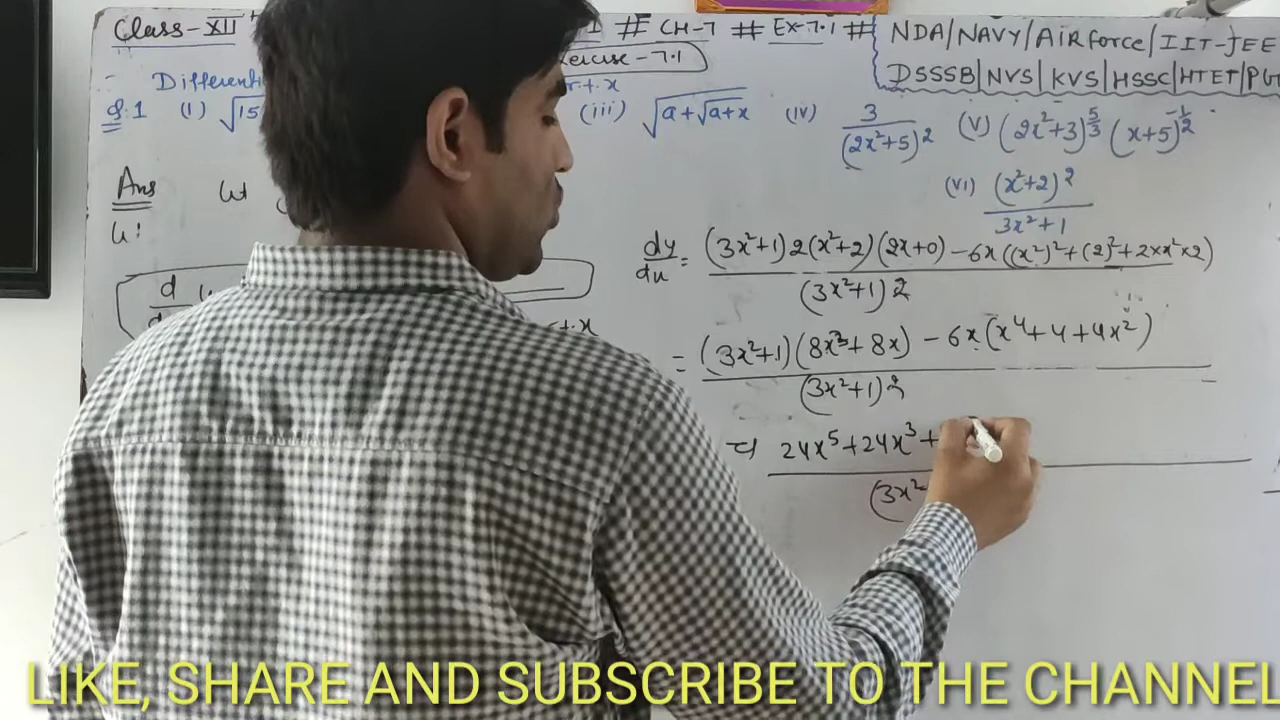 Class-XII # CH-7 # Ex-7.1 #
NDA/NAVY/Airforce/IIT-JEE
DSSSB|NVS|KVS|HSSC|HTET|PG
7.1
r.t. x
Q.1 (i) √15 (iii) √(a+√(a+x)) (iv) 3/(2x²+5)² (v) (2x²+3)^(5/3) (x+5)^(-1/2)
(vi) (x²+2)²/(3x²+1)
Ans
dy/du = ((3x²+1)2(x²+2)(2x+0) - 6x((x²)²+(2)²+2×x²×2))/(3x²+1)2
= ((3x²+1)(8x³+8x) - 6x(x⁴+4+4x²))/(3x²+1)2
24x⁵+24x³+
(3x²
LIKE, SHARE AND SUBSCRIBE TO THE CHANNEL